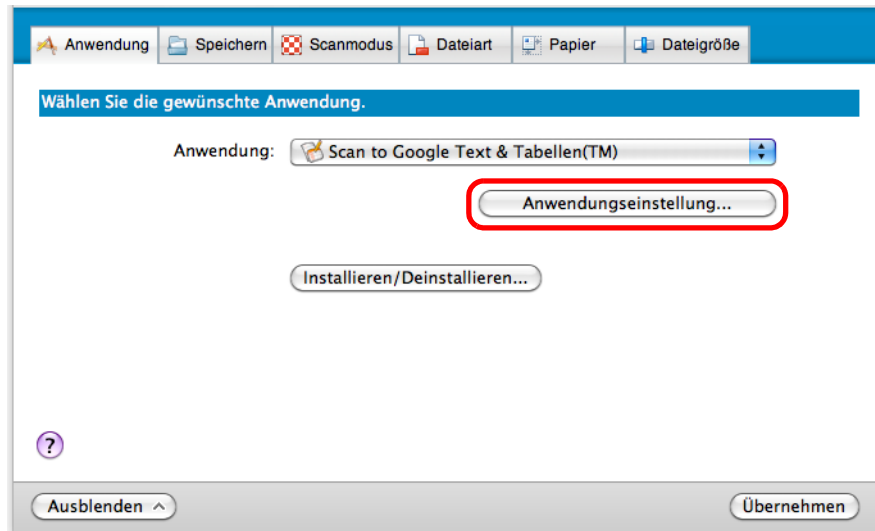 Anwendung Speichern Scanmodus Dateiart Papier Dateigröße
Wählen Sie die gewünschte Anwendung.
Anwendung: Scan to Google Text & Tabellen(TM)
Anwendungseinstellung...
Installieren/Deinstallieren...
?
Ausblenden Übernehmen